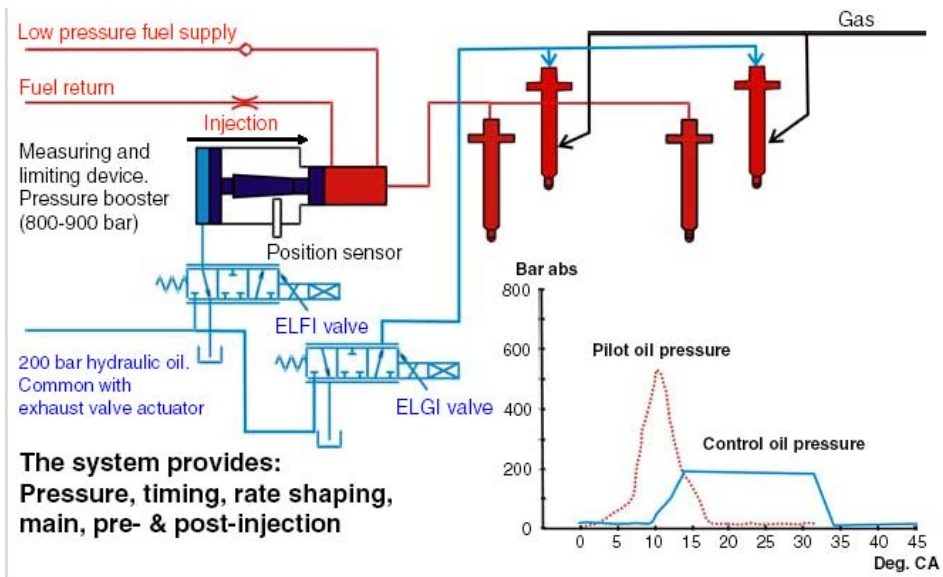 Low pressure fuel supply
Gas
Fuel return
Injection
Measuring and
limiting device.
Pressure booster
(800-900 bar)
Position sensor
ELFI valve
200 bar hydraulic oil.
Common with
exhaust valve actuator
ELGI valve
The system provides:
Pressure, timing, rate shaping,
main, pre- & post-injection
Bar abs
800
600
400
200
0
Pilot oil pressure
Control oil pressure
0 5 10 15 20 25 30 35 40 45
Deg. CA